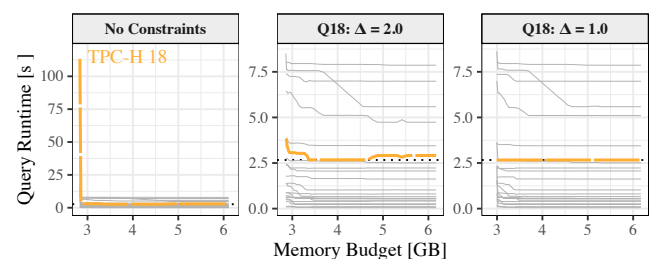 No Constraints
Q18: Δ = 2.0
Q18: Δ = 1.0
TPC-H 18
Query Runtime [s ]
100
75
50
25
0
3 4 5 6
7.5
5.0
2.5
0.0
3 4 5 6
7.5
5.0
2.5
0.0
3 4 5 6
Memory Budget [GB]